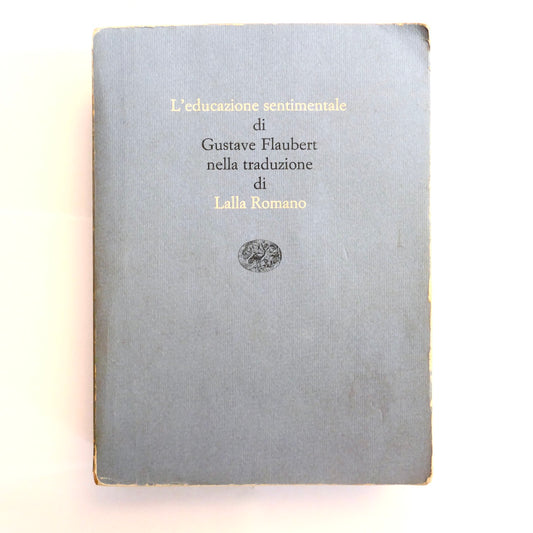 L'educazione sentimentale
di
Gustave Flaubert
nella traduzione
di
Lalla Romano